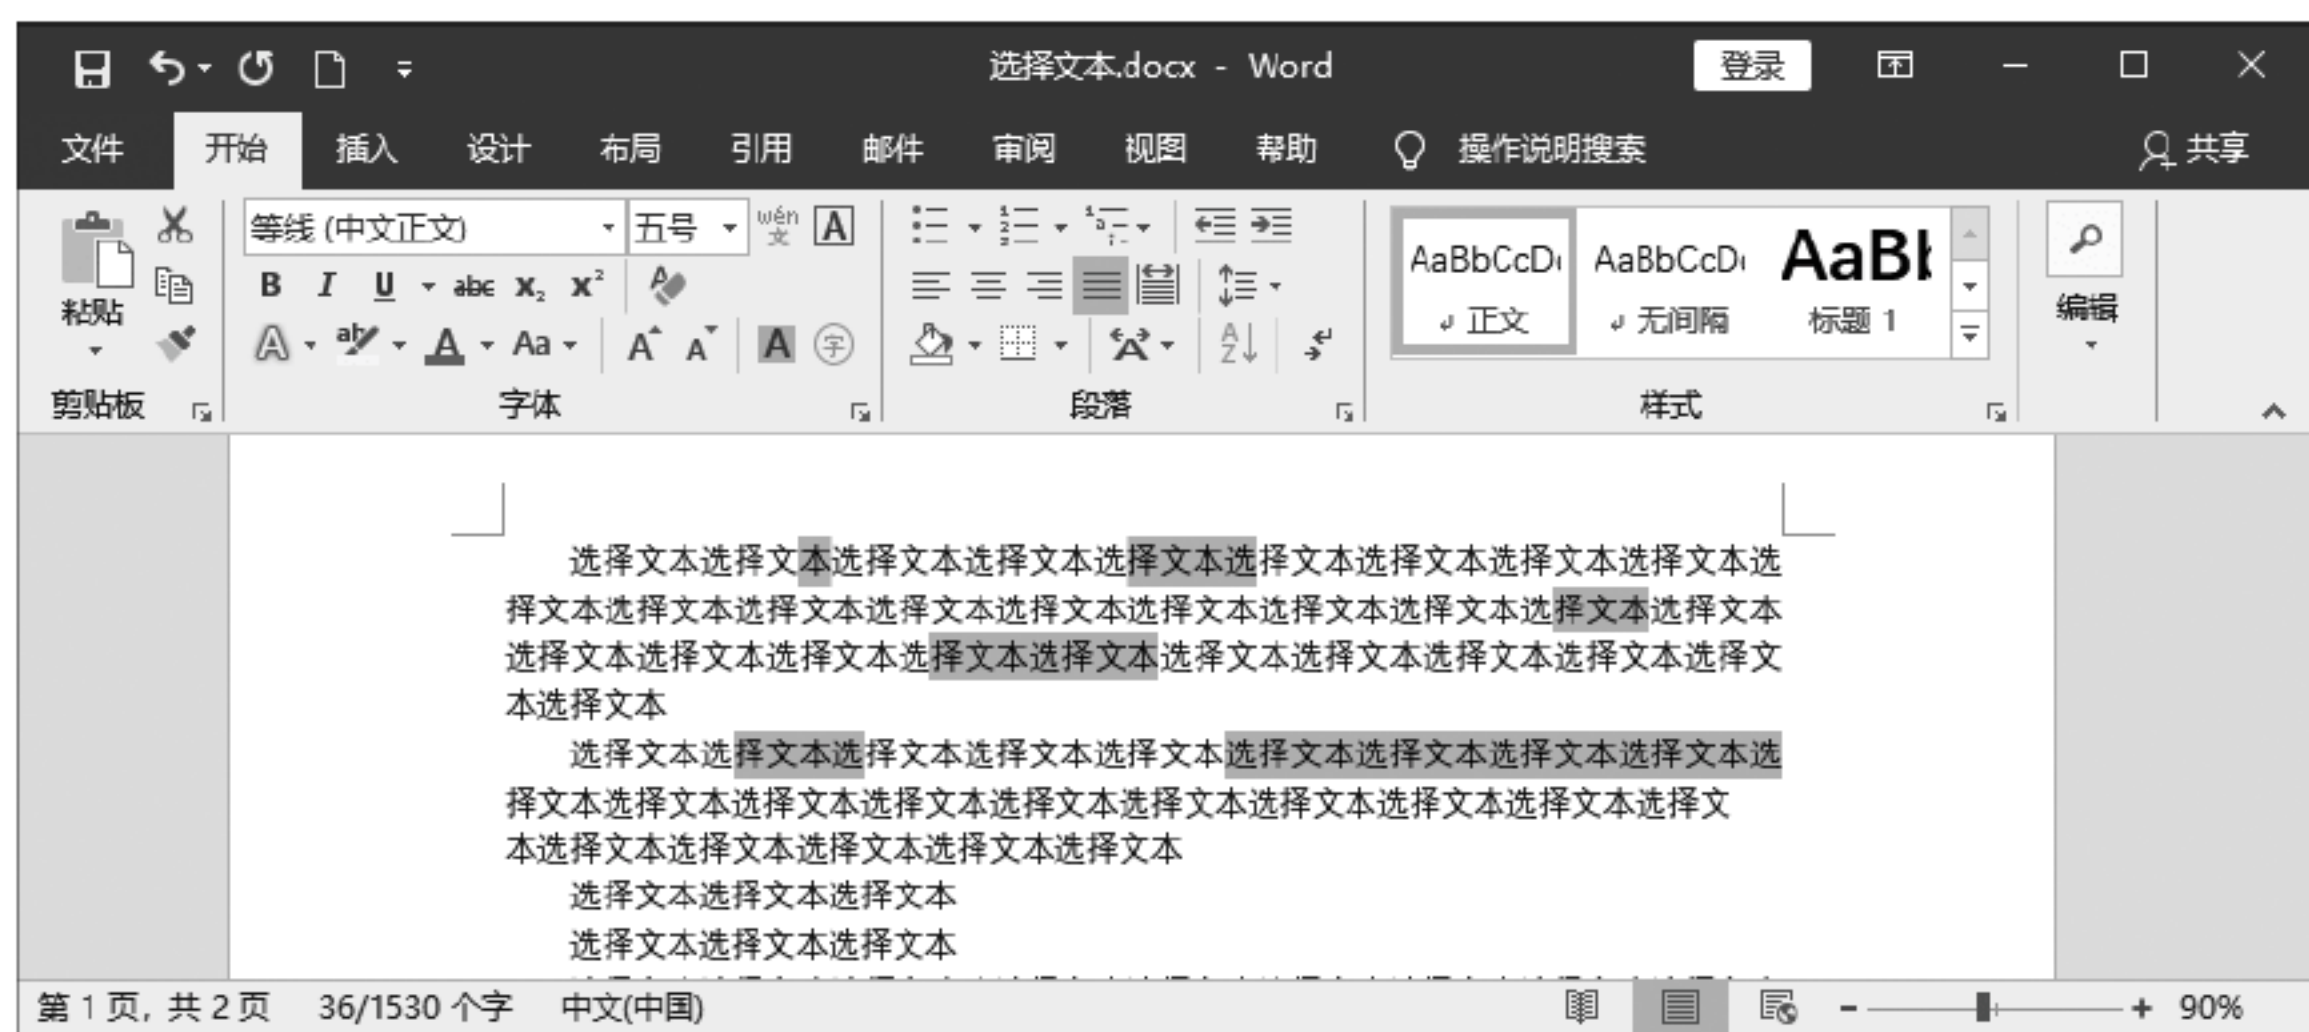 选择文本.docx - Word
登录
文件 开始 插入 设计 布局 引用 邮件 审阅 视图 帮助 操作说明搜索 共享
等线 (中文正文) 五号 wén 文 A
AaBbCcDı AaBbCcDı AaBb
粘贴 B I U abc x₂ x² 正文 无间隔 标题 1 编辑
A aby A Aa A A A 字 A Z
剪贴板 字体 段落 样式
选择文本选择文本选择文本选择文本选择文本选择文本选择文本选择文本选择文本选
择文本选择文本选择文本选择文本选择文本选择文本选择文本选择文本选择文本选择文本
选择文本选择文本选择文本选择文本选择文本选择文本选择文本选择文本选择文本选择文
本选择文本
选择文本选择文本选择文本选择文本选择文本选择文本选择文本选择文本选择文本选
择文本选择文本选择文本选择文本选择文本选择文本选择文本选择文本选择文本选择文
本选择文本选择文本选择文本选择文本选择文本
选择文本选择文本选择文本
选择文本选择文本选择文本
第 1 页, 共 2 页 36/1530 个字 中文(中国) 90%